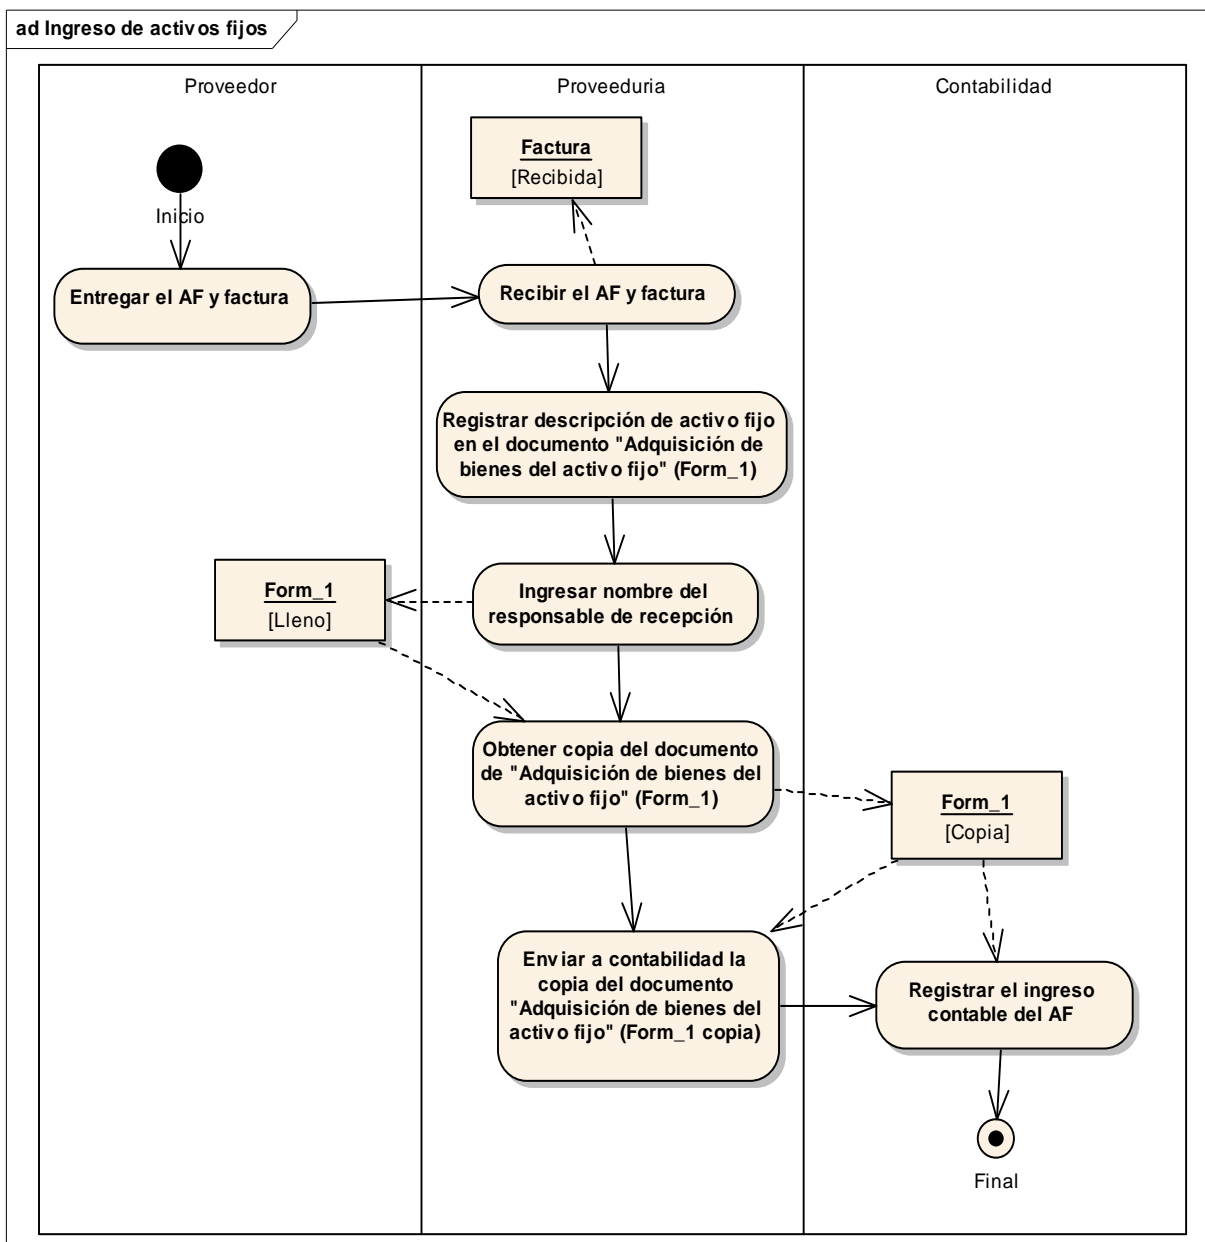 ad Ingreso de activos fijos
Proveedor
Proveeduria
Contabilidad
Factura
[Recibida]
Inicio
Entregar el AF y factura
Recibir el AF y factura
Registrar descripción de activo fijo
en el documento "Adquisición de
bienes del activo fijo" (Form_1)
Form_1
[Lleno]
Ingresar nombre del
responsable de recepción
Obtener copia del documento
de "Adquisición de bienes del
activo fijo" (Form_1)
Form_1
[Copia]
Enviar a contabilidad la
copia del documento
"Adquisición de bienes del
activo fijo" (Form_1 copia)
Registrar el ingreso
contable del AF
Final